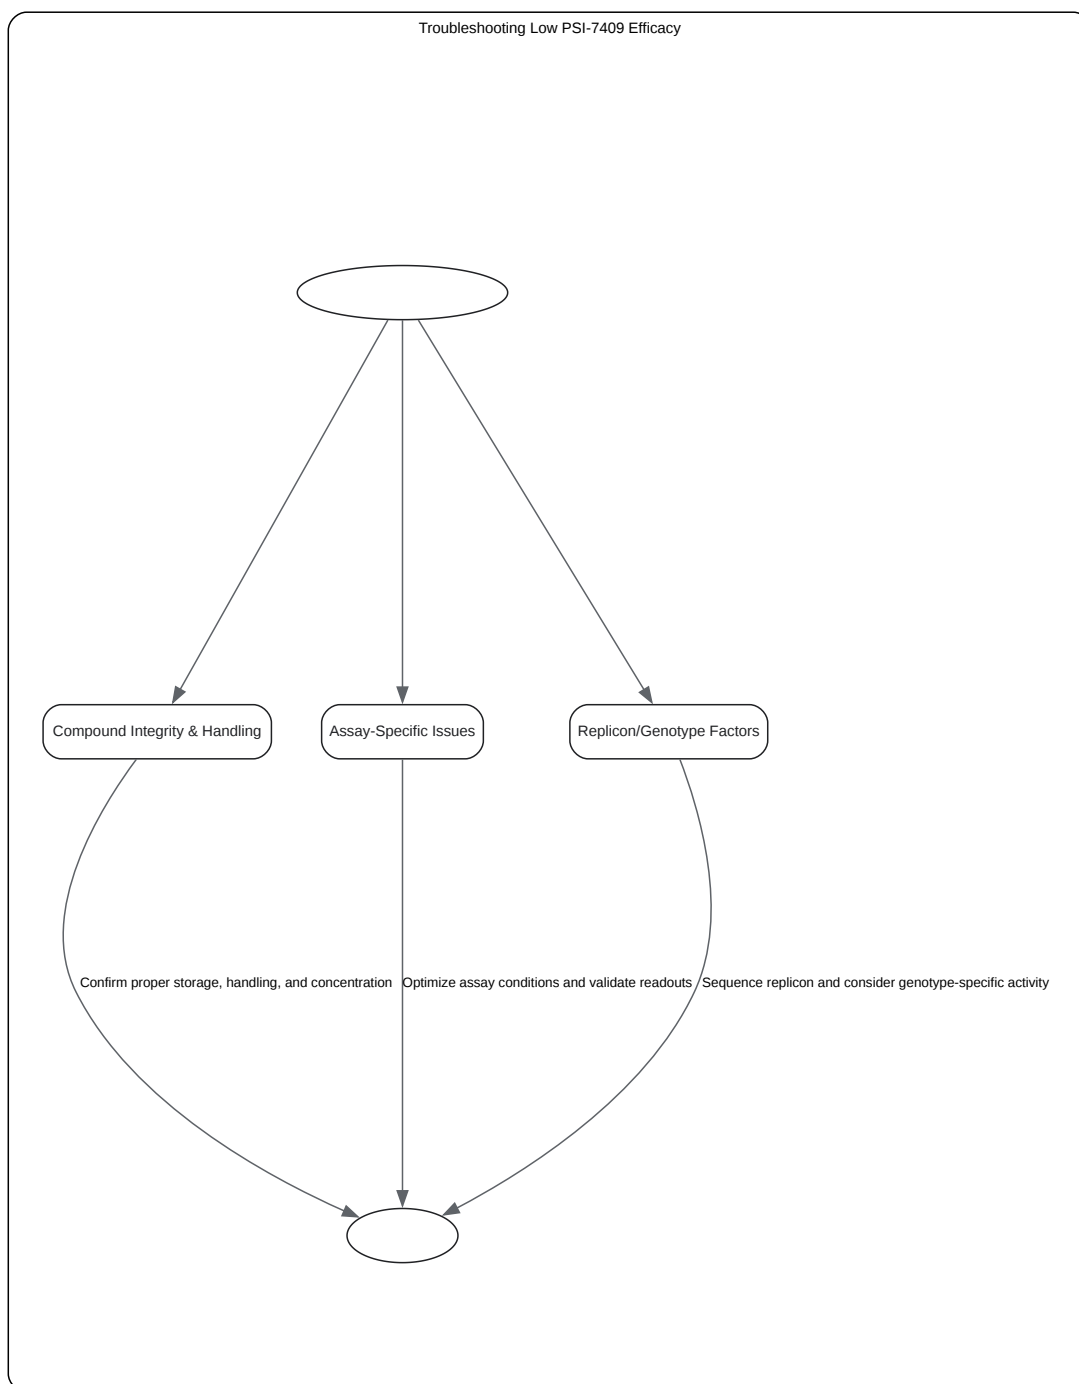 Troubleshooting Low PSI-7409 Efficacy
Compound Integrity & Handling
Assay-Specific Issues
Replicon/Genotype Factors
Confirm proper storage, handling, and concentration
Optimize assay conditions and validate readouts
Sequence replicon and consider genotype-specific activity